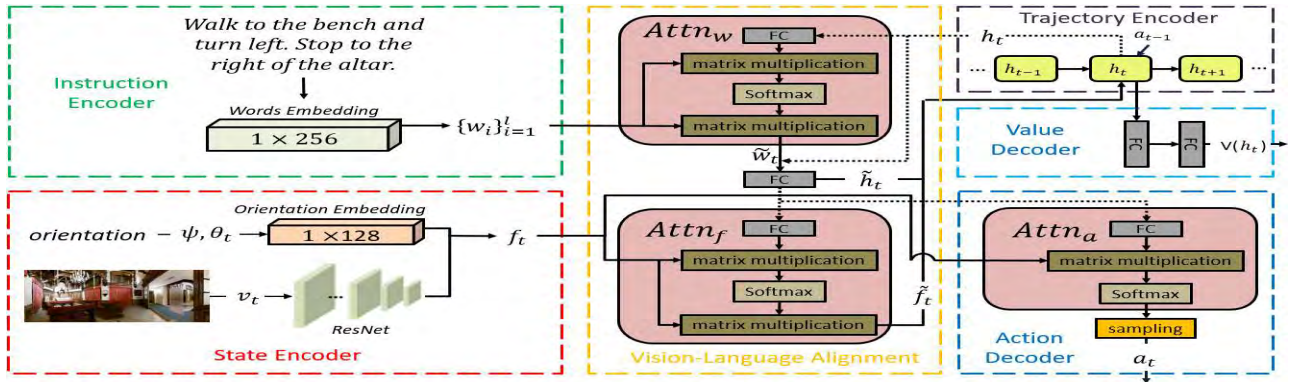 Walk to the bench and
turn left. Stop to the
right of the altar.
Instruction
Encoder
Words Embedding
1 × 256
{w_i}_{i=1}^l
Orientation Embedding
orientation − ψ, θ_t
1 ×128
f_t
v_t
...
ResNet
State Encoder
Attn_w
FC
matrix multiplication
Softmax
matrix multiplication
w̃_t
FC
h̃_t
Attn_f
FC
matrix multiplication
Softmax
matrix multiplication
f̃_t
Vision-Language Alignment
Trajectory Encoder
h_t
a_{t−1}
...
h_{t−1}
h_t
h_{t+1}
...
Value
Decoder
FC
FC
V(h_t)
Attn_a
FC
matrix multiplication
Softmax
sampling
Action
Decoder
a_t